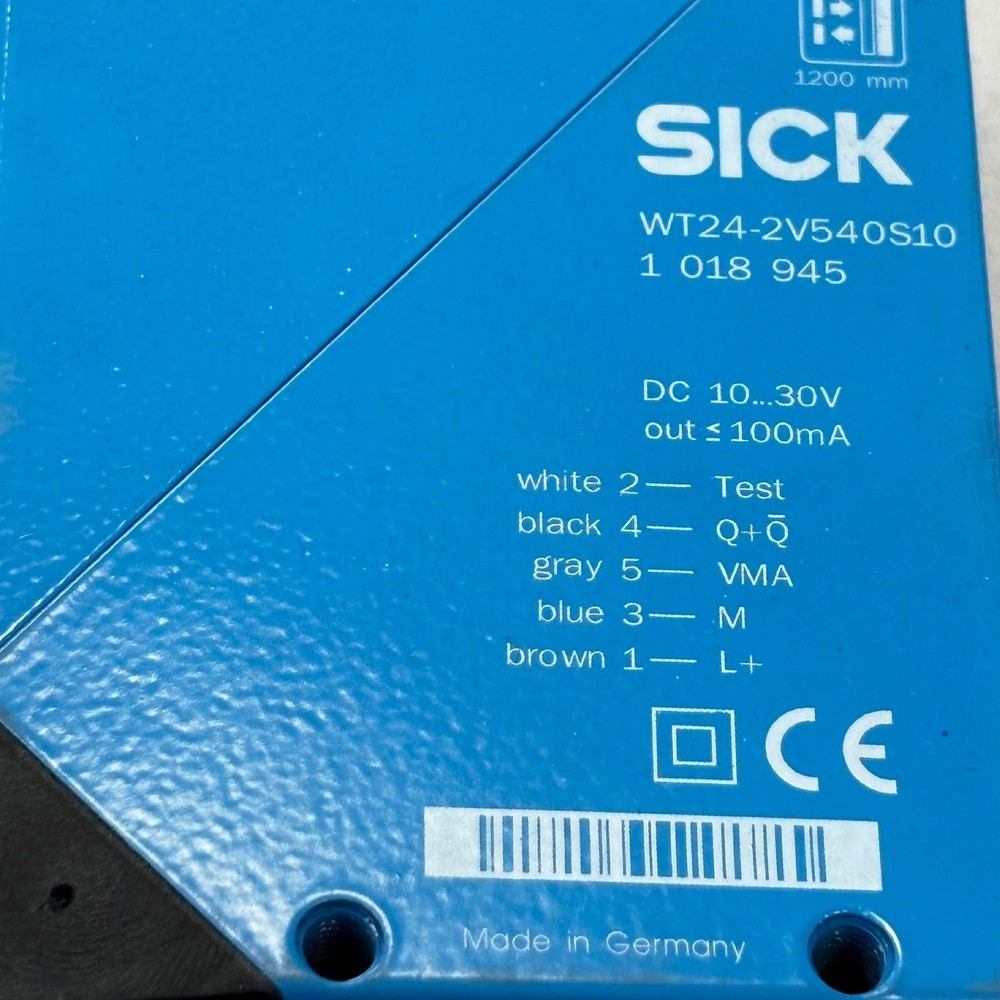 1200 mm
SICK
WT24-2V540S10
1 018 945
DC 10...30V
out ≤ 100mA
white 2— Test
black 4— Q+Q̅
gray 5— VMA
blue 3— M
brown 1— L+
CE
Made in Germany